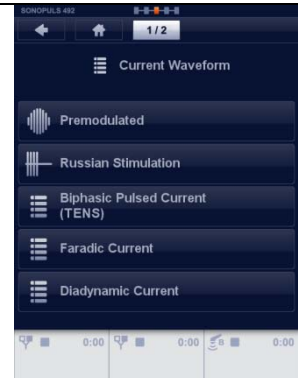 SONOPULS 492
1/2
Current Waveform
Premodulated
Russian Stimulation
Biphasic Pulsed Current
(TENS)
Faradic Current
Diadynamic Current
0:00 0:00 B 0:00